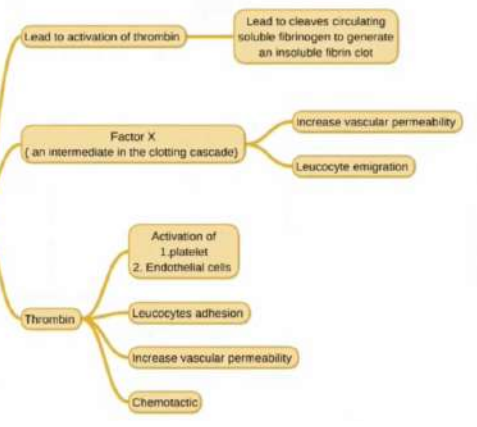 Lead to activation of thrombin
Lead to cleaves circulating
soluble fibrinogen to generate
an insoluble fibrin clot
Factor X
( an intermediate in the clotting cascade)
Increase vascular permeability
Leucocyte emigration
Thrombin
Activation of
1.platelet
2. Endothelial cells
Leucocytes adhesion
Increase vascular permeability
Chemotactic